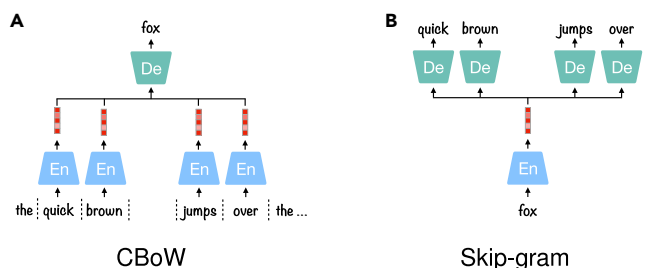 A
fox
De
En En En En
the quick brown jumps over the ...
CBoW
B
quick brown jumps over
De De De De
En
fox
Skip-gram